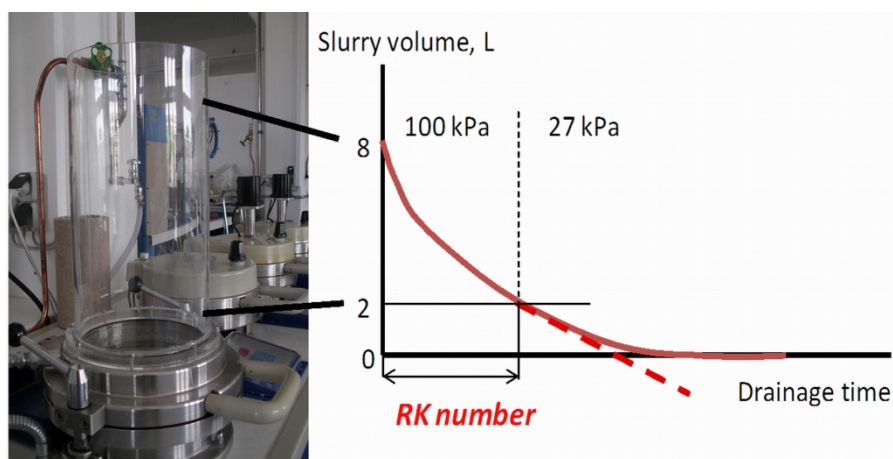 Slurry volume, L
100 kPa
27 kPa
8
2
0
Drainage time
RK number